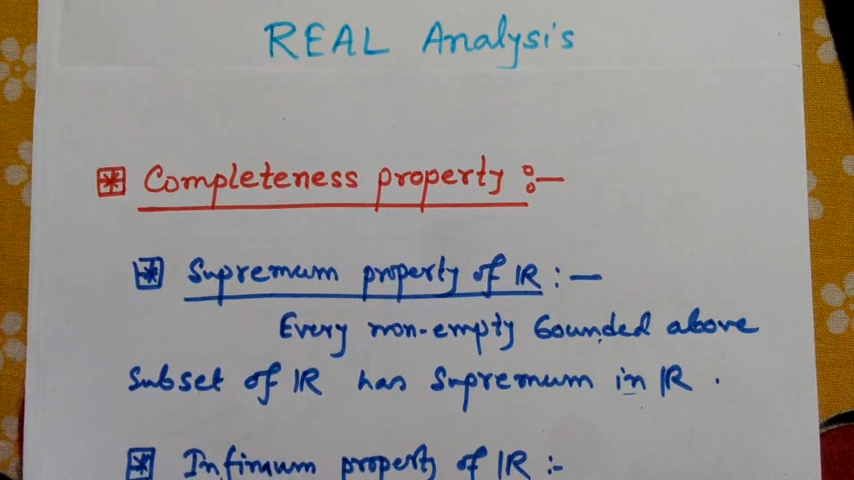 REAL Analysis
Completeness property :-
Supremum property of IR : -
Every non-empty bounded above
subset of IR has supremum in IR .
Infimum property of IR :-